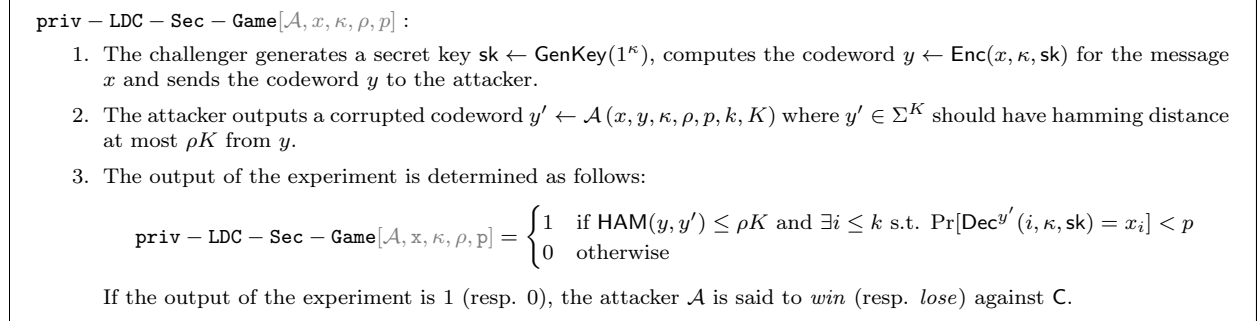 priv − LDC − Sec − Game[𝒜, x, κ, ρ, p] :
1. The challenger generates a secret key sk ← GenKey(1^κ), computes the codeword y ← Enc(x, κ, sk) for the message
x and sends the codeword y to the attacker.
2. The attacker outputs a corrupted codeword y′ ← 𝒜 (x, y, κ, ρ, p, k, K) where y′ ∈ Σ^K should have hamming distance
at most ρK from y.
3. The output of the experiment is determined as follows:
priv − LDC − Sec − Game[𝒜, x, κ, ρ, p] = { 1 if HAM(y, y′) ≤ ρK and ∃i ≤ k s.t. Pr[Dec^{y′}(i, κ, sk) = x_i] < p
0 otherwise
If the output of the experiment is 1 (resp. 0), the attacker 𝒜 is said to win (resp. lose) against C.